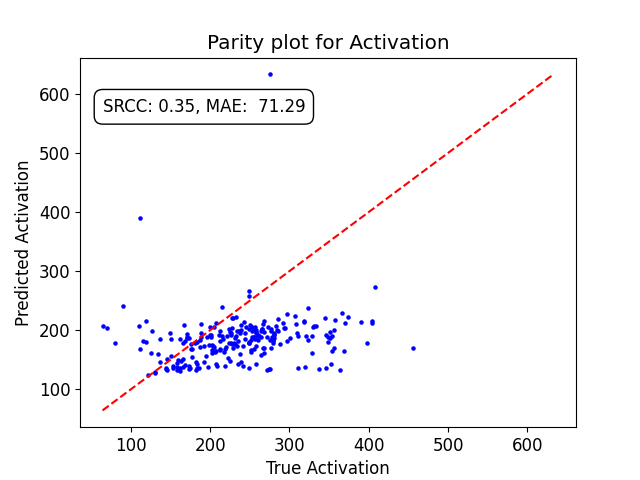 Parity plot for Activation
SRCC: 0.35, MAE:  71.29
Predicted Activation
600
500
400
300
200
100
100 200 300 400 500 600
True Activation